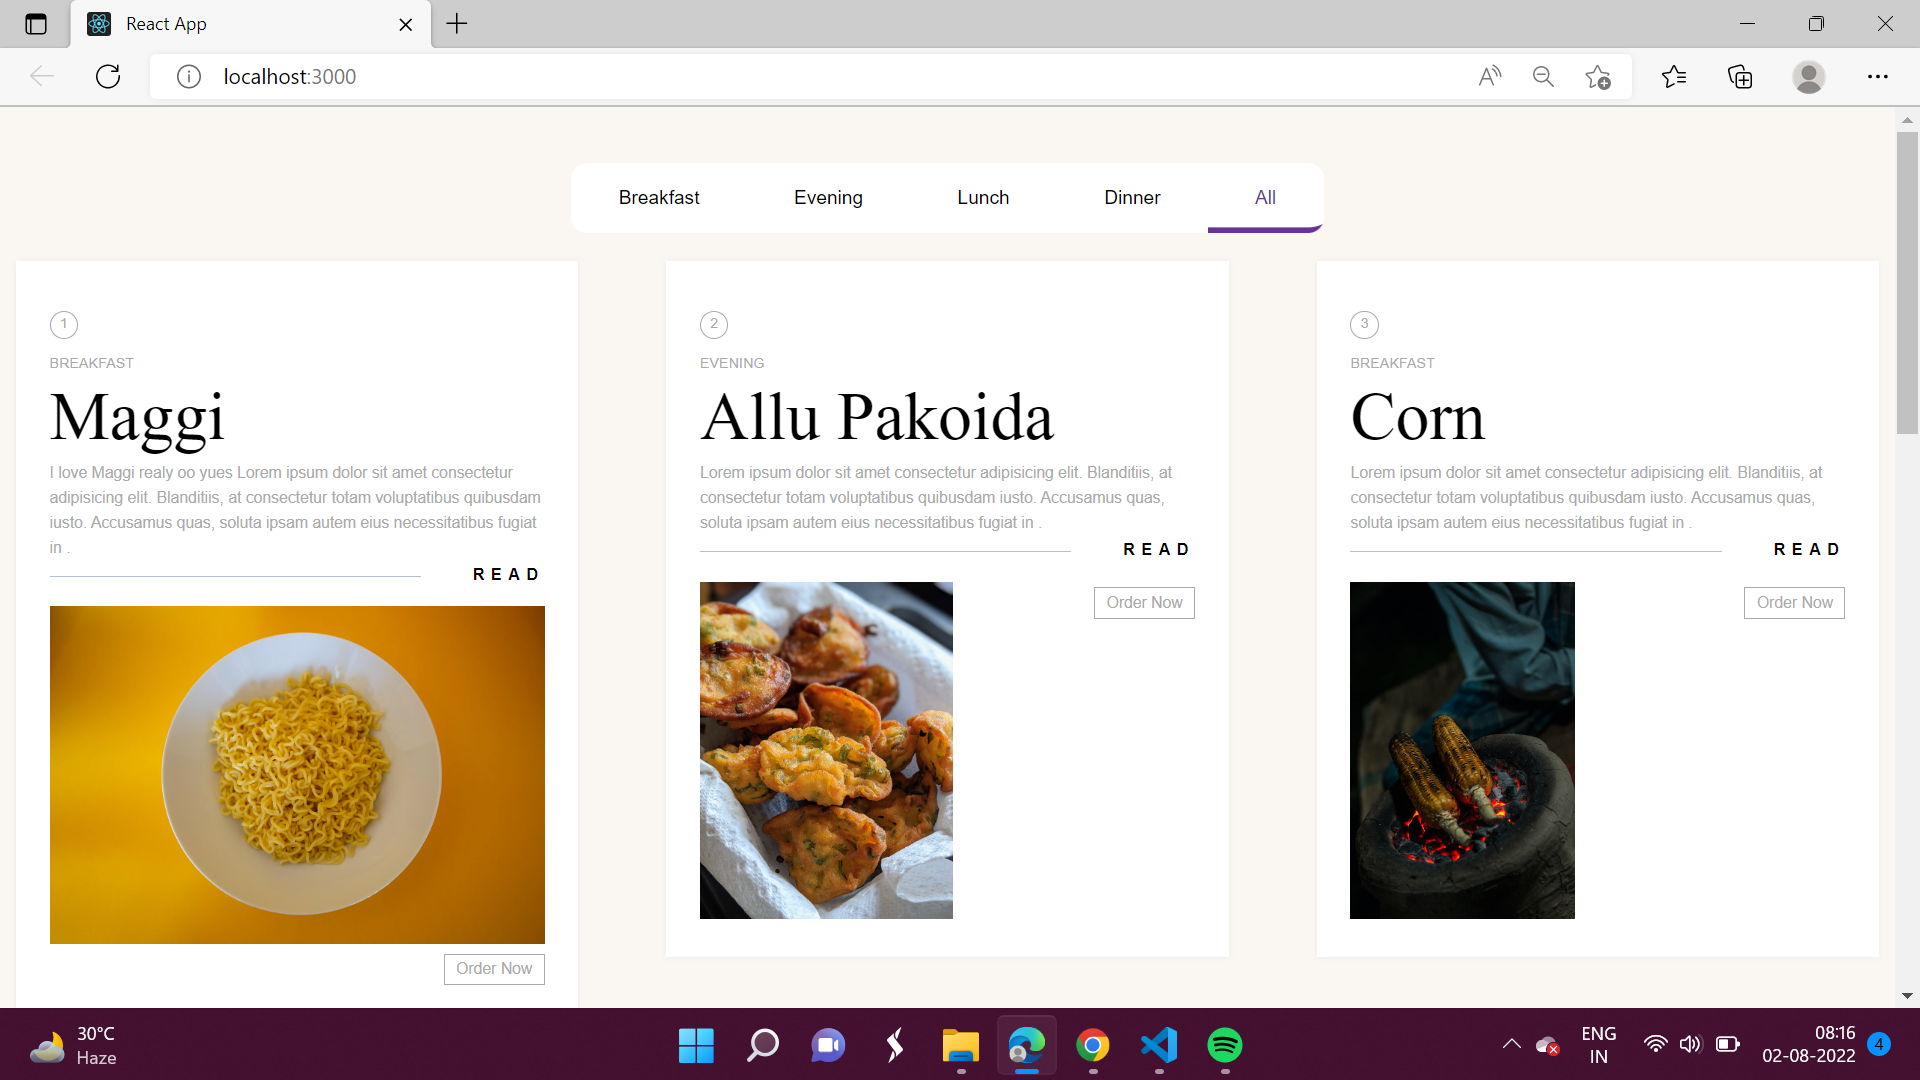 React App
localhost:3000
Breakfast Evening Lunch Dinner All
1
BREAKFAST
Maggi
I love Maggi realy oo yues Lorem ipsum dolor sit amet consectetur
adipisicing elit. Blanditiis, at consectetur totam voluptatibus quibusdam
iusto. Accusamus quas, soluta ipsam autem eius necessitatibus fugiat
in .
READ
Order Now
2
EVENING
Allu Pakoida
Lorem ipsum dolor sit amet consectetur adipisicing elit. Blanditiis, at
consectetur totam voluptatibus quibusdam iusto. Accusamus quas,
soluta ipsam autem eius necessitatibus fugiat in .
READ
Order Now
3
BREAKFAST
Corn
Lorem ipsum dolor sit amet consectetur adipisicing elit. Blanditiis, at
consectetur totam voluptatibus quibusdam iusto. Accusamus quas,
soluta ipsam autem eius necessitatibus fugiat in .
READ
Order Now
30°C
Haze
ENG
IN
08:16
02-08-2022
4